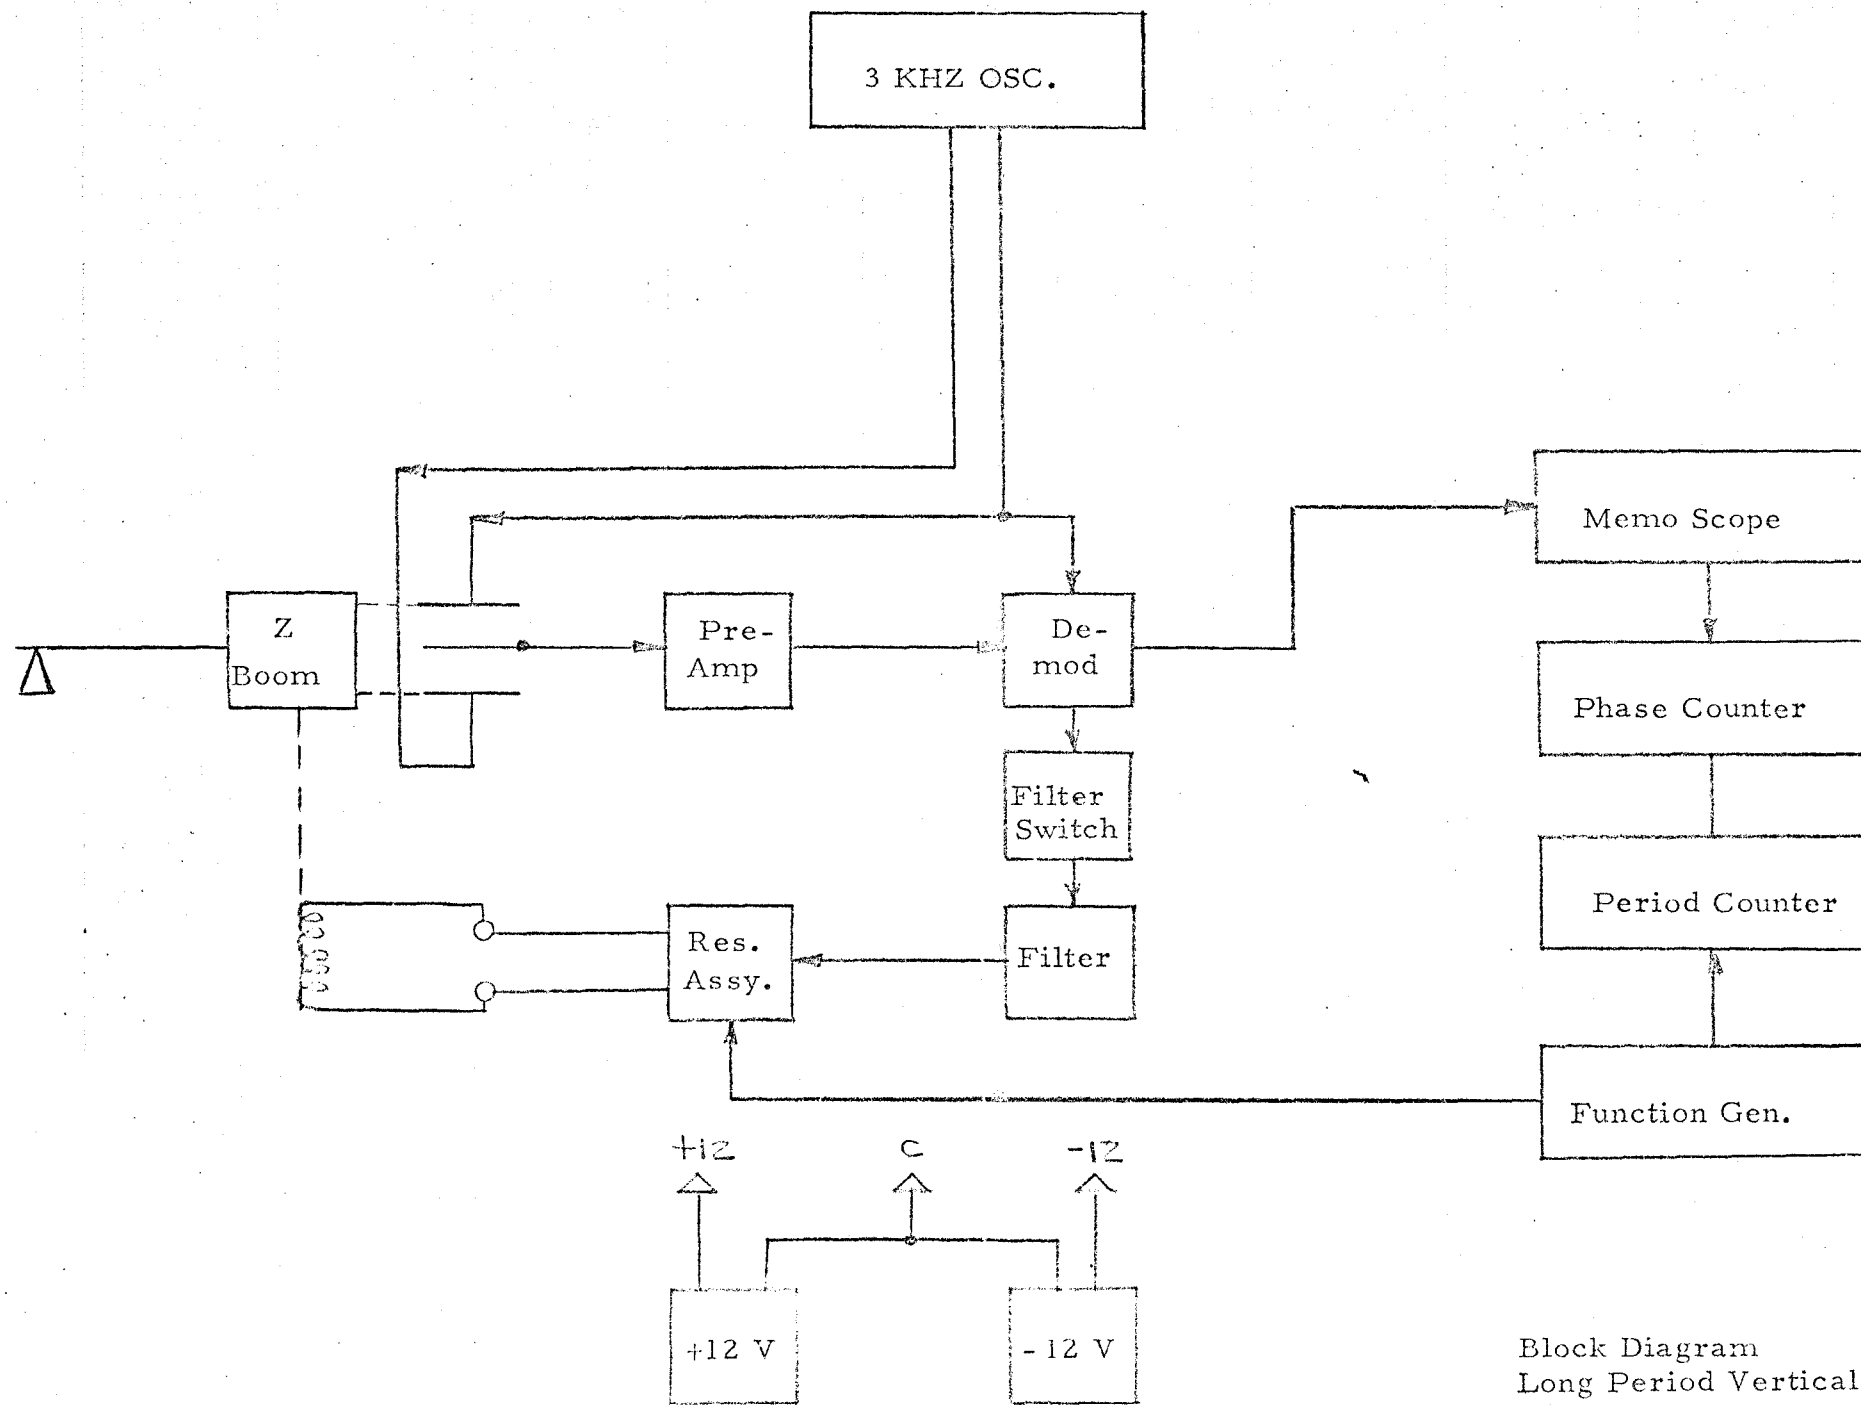 3 KHZ OSC.
Memo Scope
Z
Boom
Pre-
Amp
De-
mod
Phase Counter
Filter
Switch
Period Counter
Res.
Assy.
Filter
Function Gen.
+12
C
-12
+12 V
-12 V
Block Diagram
Long Period Vertical